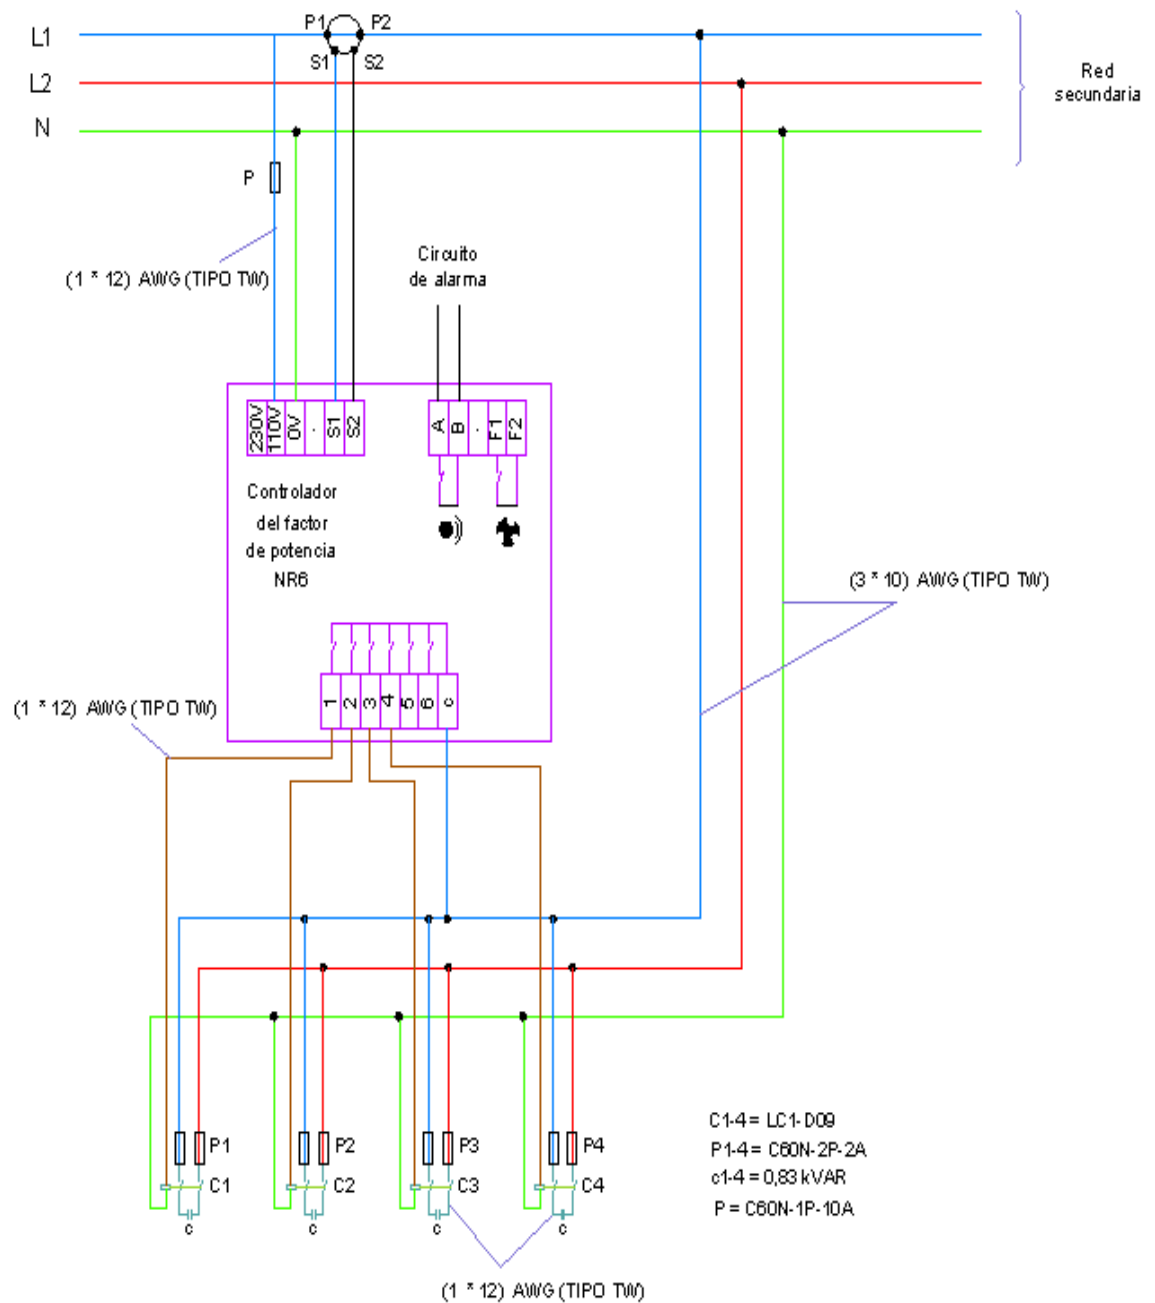 P1 P2
L1
S1 S2
L2
Red
secundaria
N
P
Circuito
de alarma
(1 * 12) AWG (TIPO TW)
230V 110V 0V . S1 S2
A B . F1 F2
Controlador
del factor
de potencia
NR6
(3 * 10) AWG (TIPO TW)
1 2 3 4 5 6 c
(1 * 12) AWG (TIPO TW)
P1 P2 P3 P4
C1 C2 C3 C4
c c c c
C1-4 = LC1-D09
P1-4 = C60N-2P-2A
c1-4 = 0,83 kVAR
P = C60N-1P-10A
(1 * 12) AWG (TIPO TW)